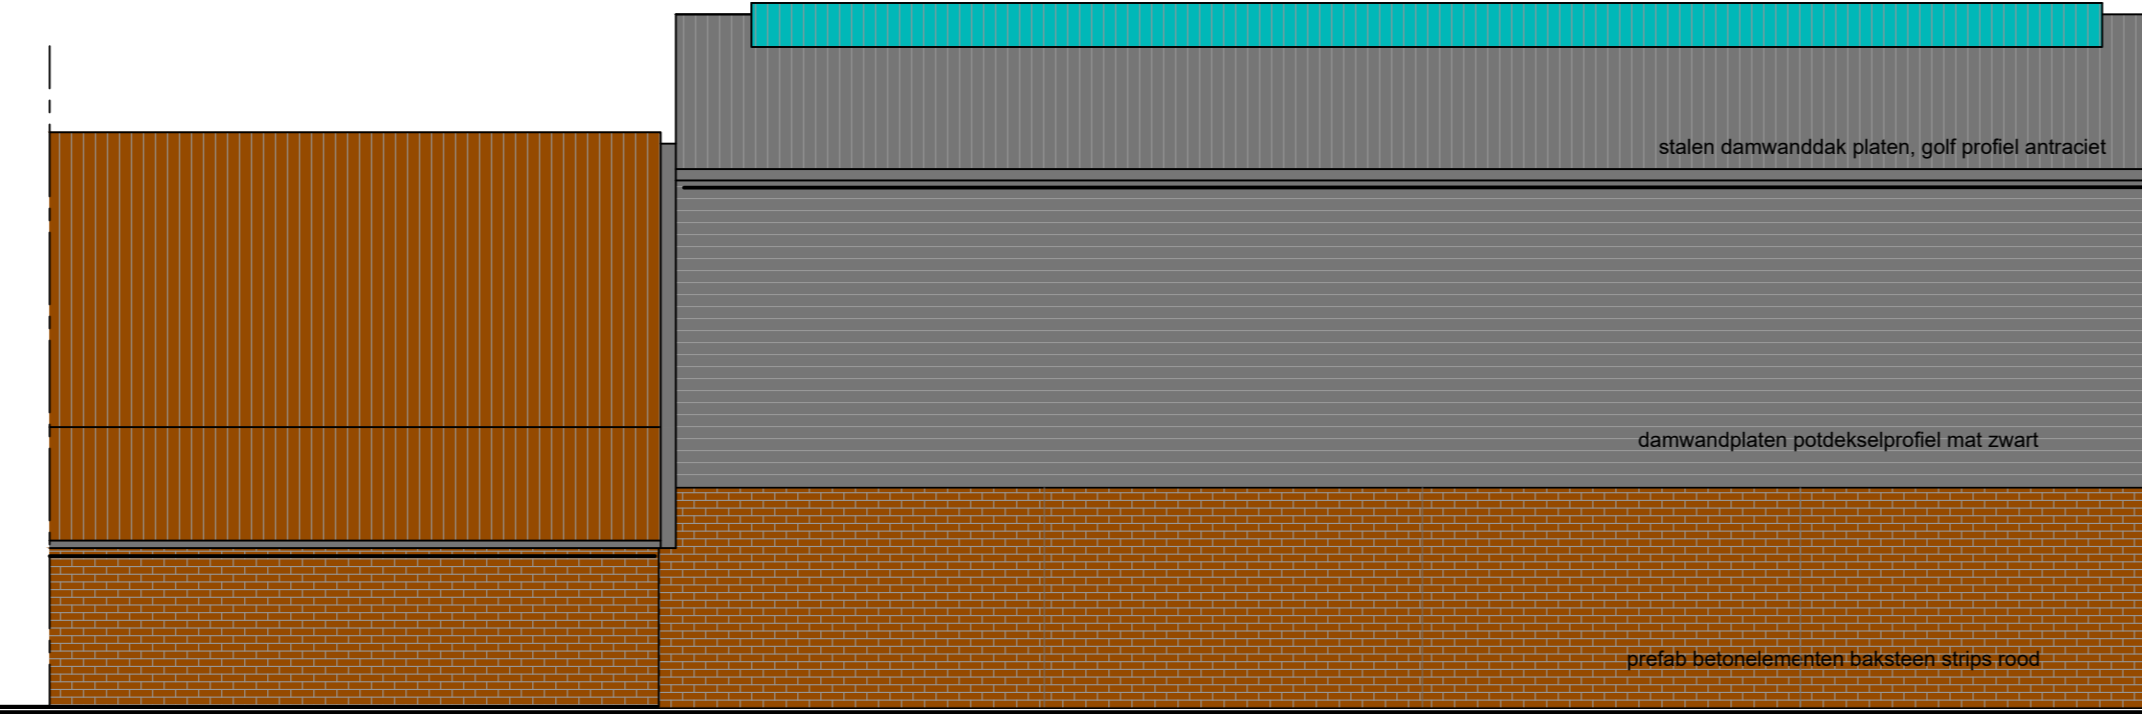 stalen damwanddak platen, golf profiel antraciet
damwandplaten potdekselprofiel mat zwart
prefab betonelementen baksteen strips rood